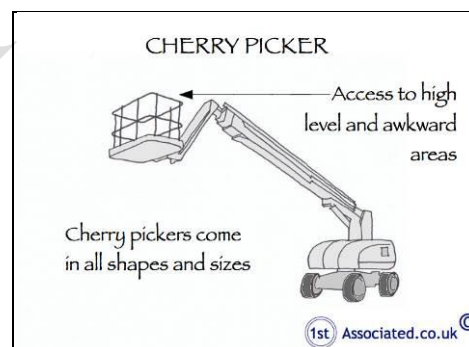 CHERRY PICKER
Access to high
level and awkward
areas
Cherry pickers come
in all shapes and sizes
1st Associated.co.uk ©